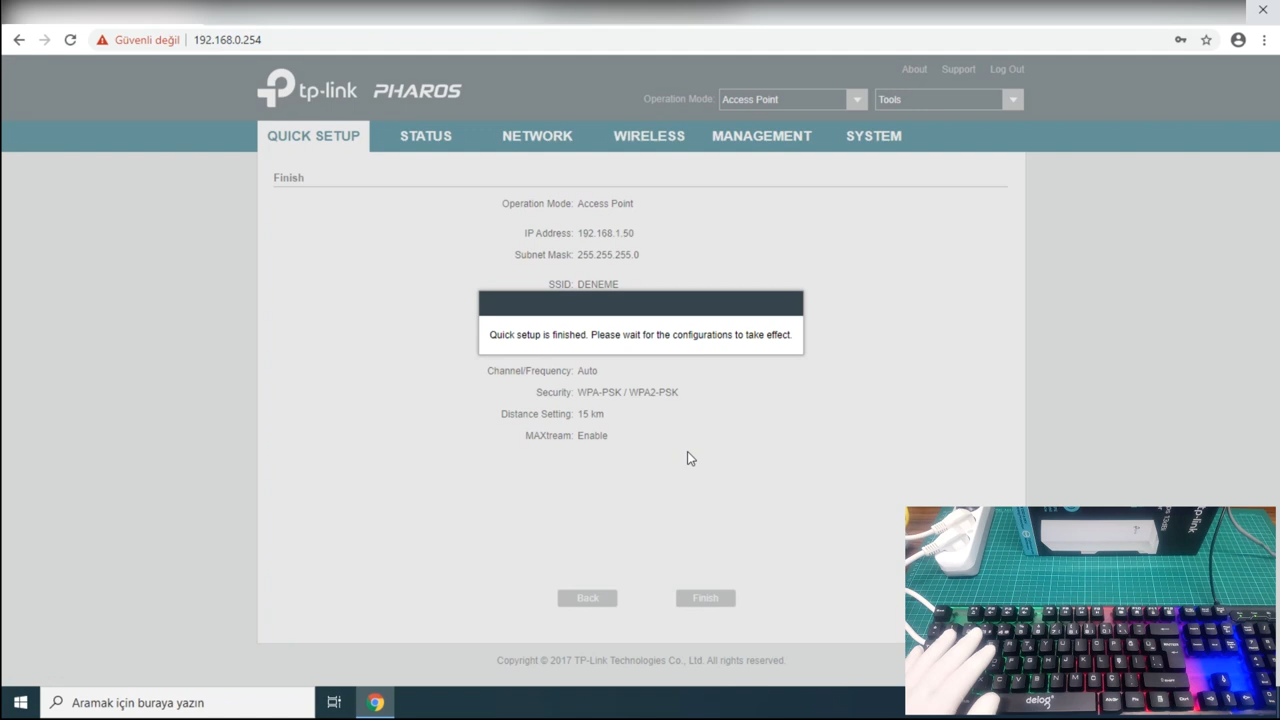 Güvenli değil
192.168.0.254
About
Support
Log Out
tp-link
PHAROS
Operation Mode:
Access Point
Tools
QUICK SETUP
STATUS
NETWORK
WIRELESS
MANAGEMENT
SYSTEM
Finish
Operation Mode: Access Point
IP Address: 192.168.1.50
Subnet Mask: 255.255.255.0
SSID: DENEME
Quick setup is finished. Please wait for the configurations to take effect.
Channel/Frequency: Auto
Security: WPA-PSK / WPA2-PSK
Distance Setting: 15 km
MAXtream: Enable
Back
Finish
Copyright © 2017 TP-Link Technologies Co., Ltd. All rights reserved.
Aramak için buraya yazın
tp-link
delog